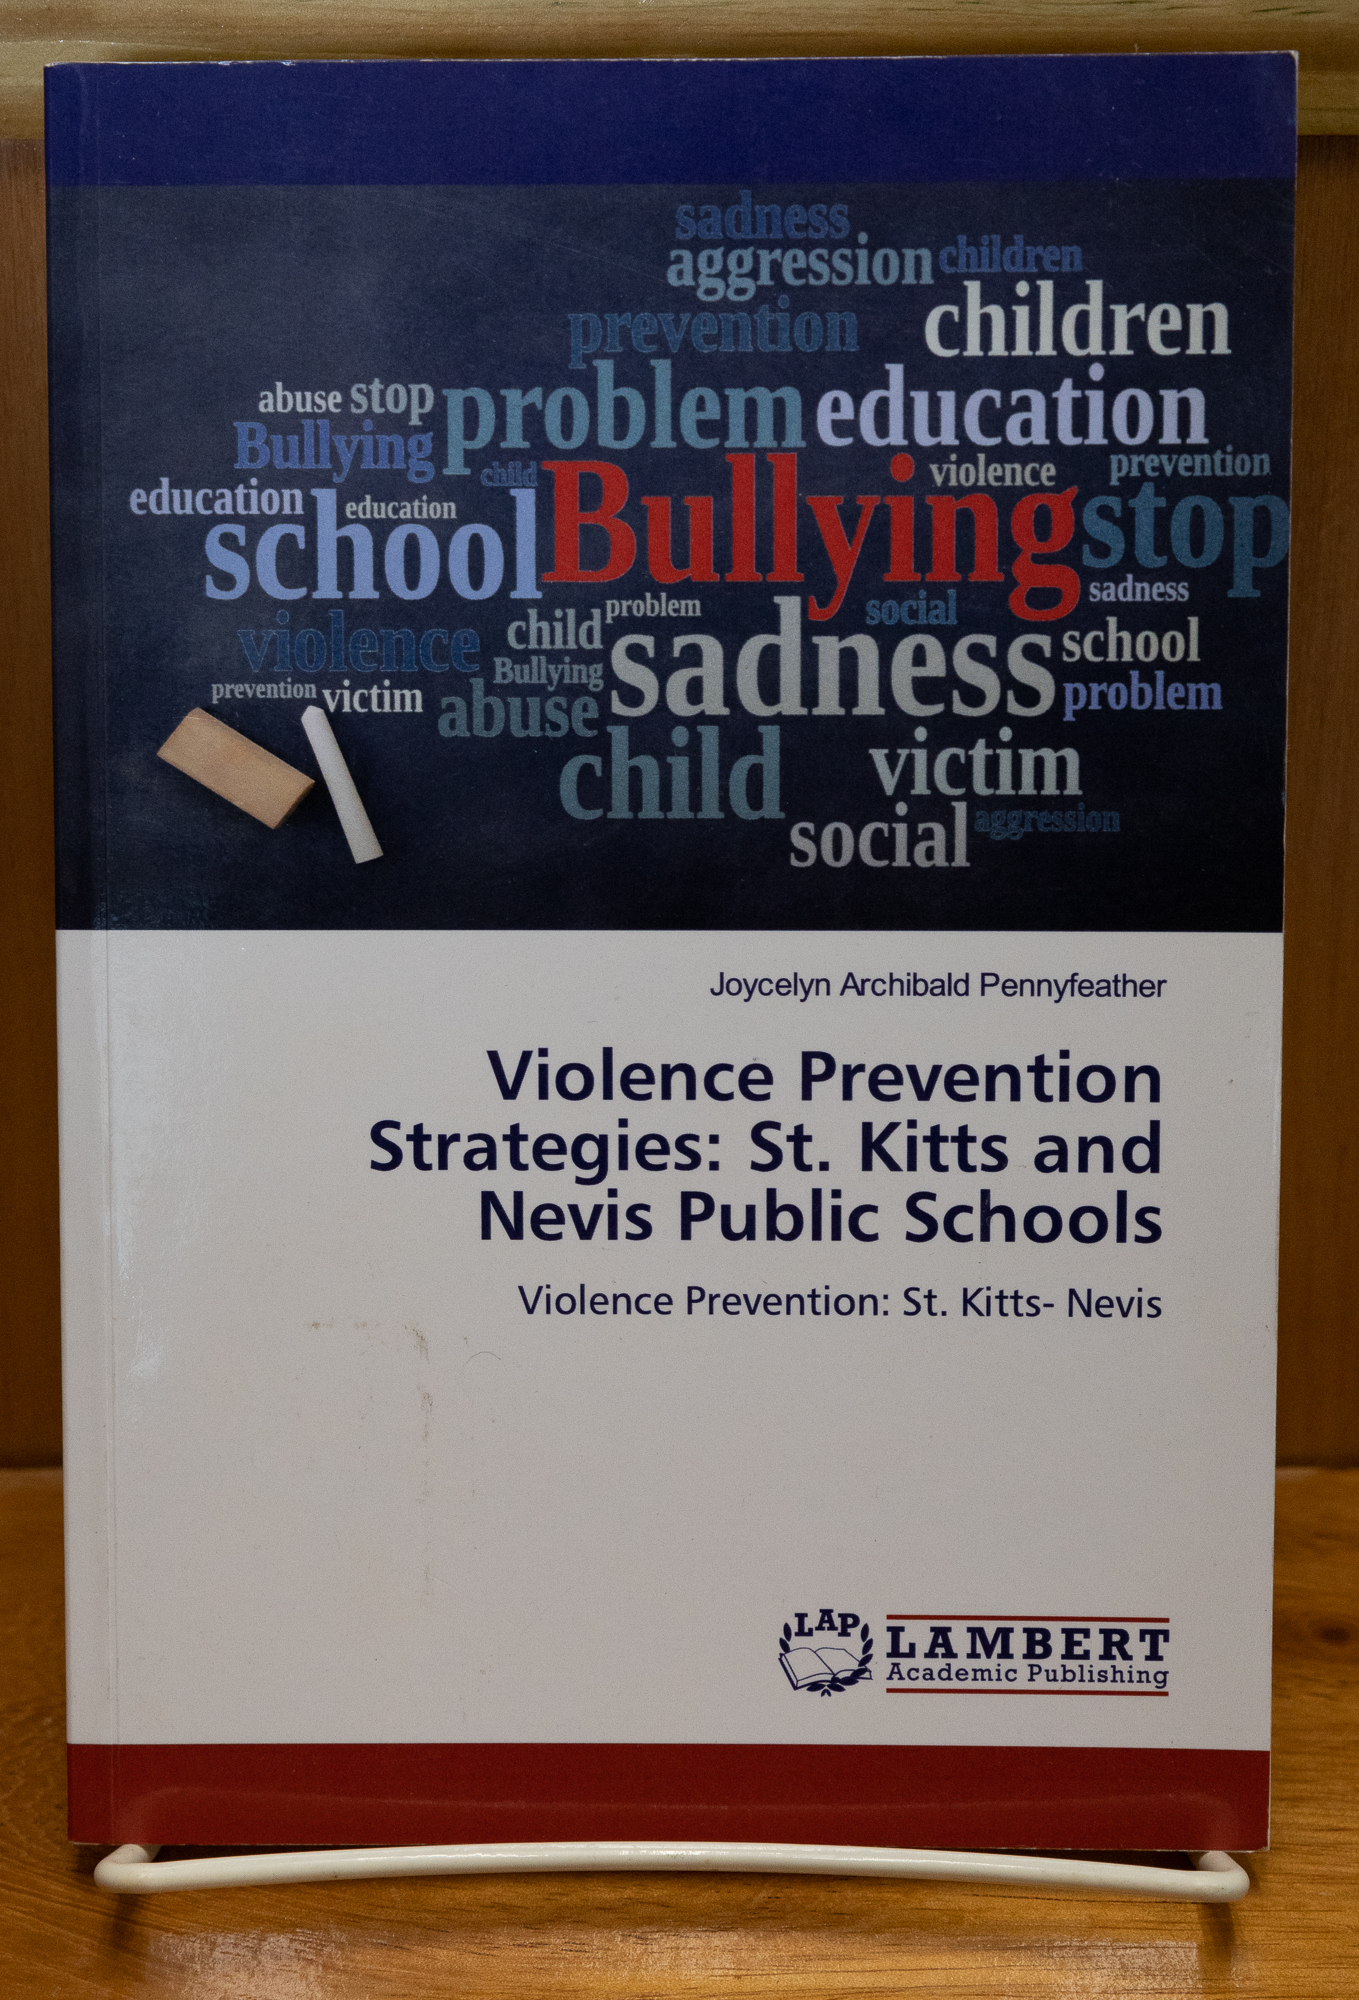 sadness
aggression children
prevention children
abuse stop problem education
Bullying child violence prevention
education education
school Bullying stop
problem social sadness
violence child sadness school
Bullying
prevention victim abuse problem
child victim
social aggression
Joycelyn Archibald Pennyfeather
Violence Prevention
Strategies: St. Kitts and
Nevis Public Schools
Violence Prevention: St. Kitts- Nevis
LAP LAMBERT
Academic Publishing